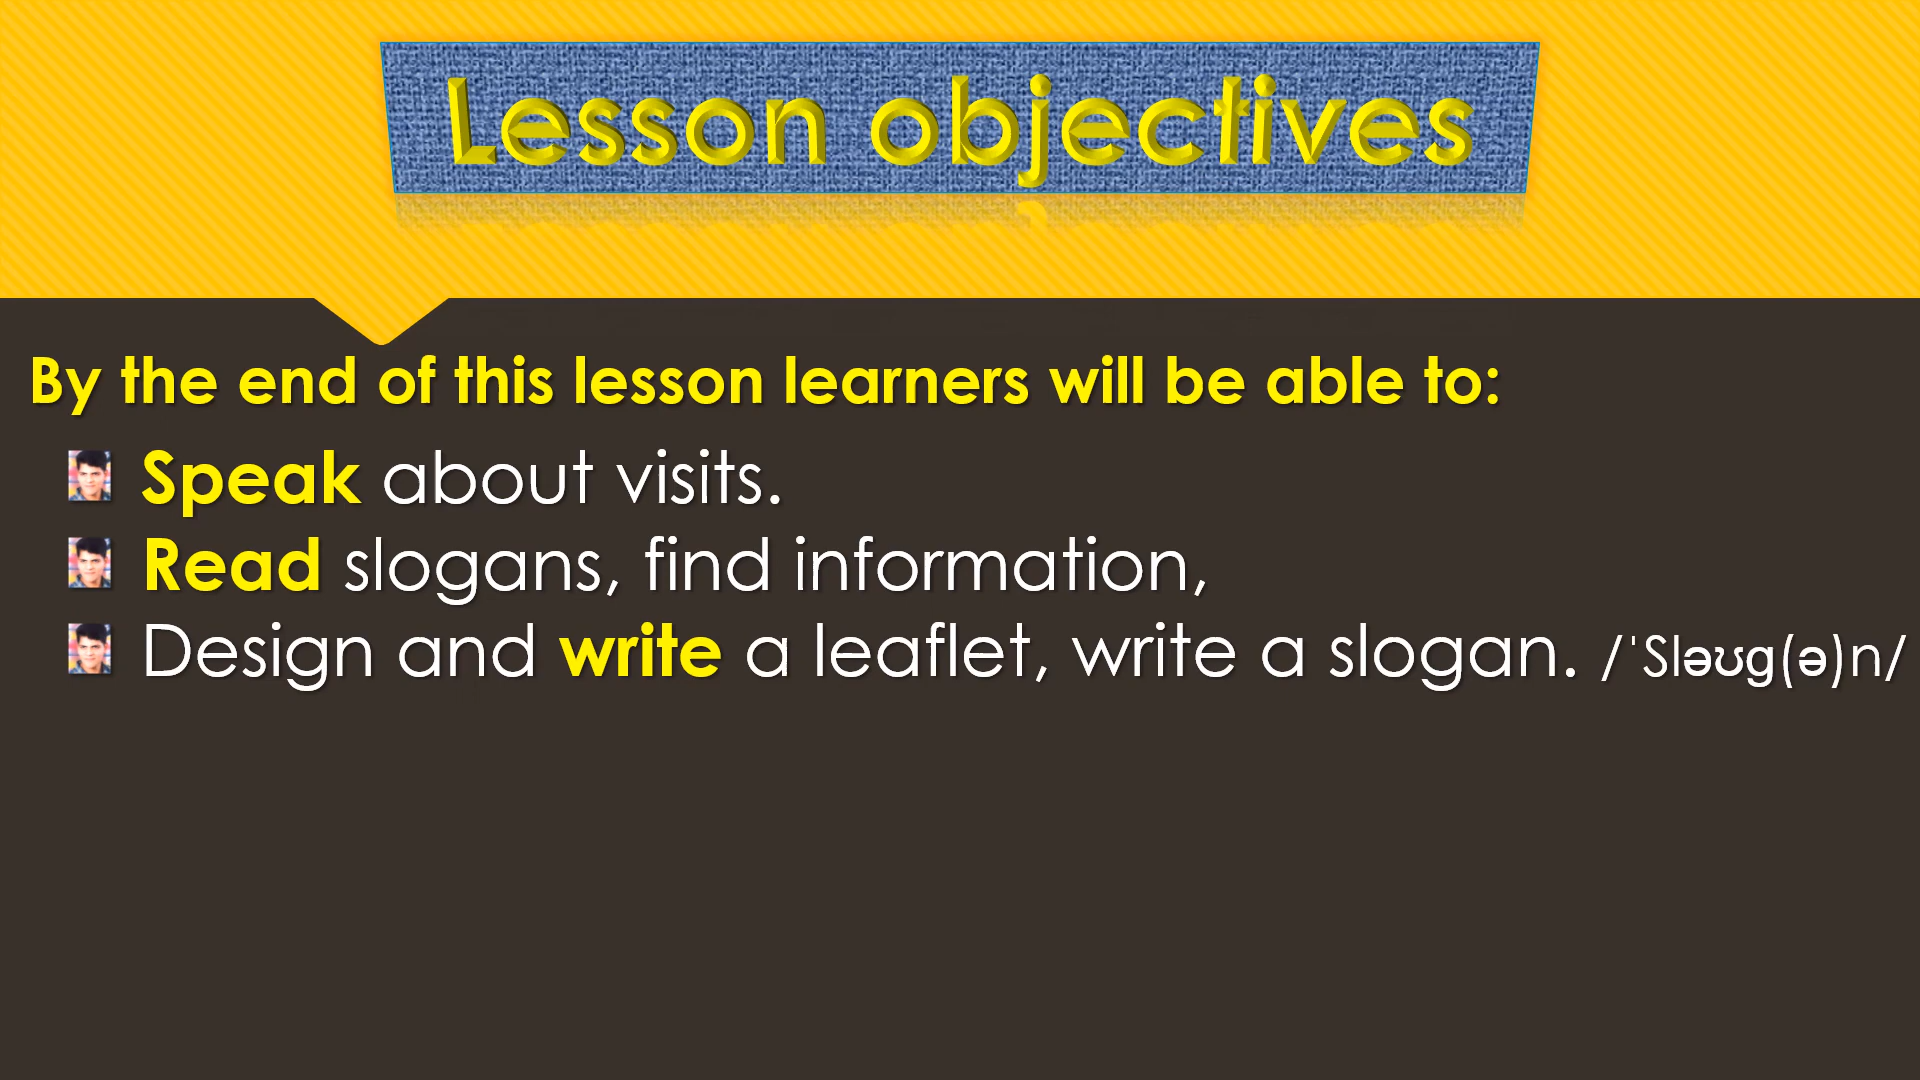 Lesson objectives
By the end of this lesson learners will be able to:
Speak about visits.
Read slogans, find information,
Design and write a leaflet, write a slogan. /ˈSləʊɡ(ə)n/